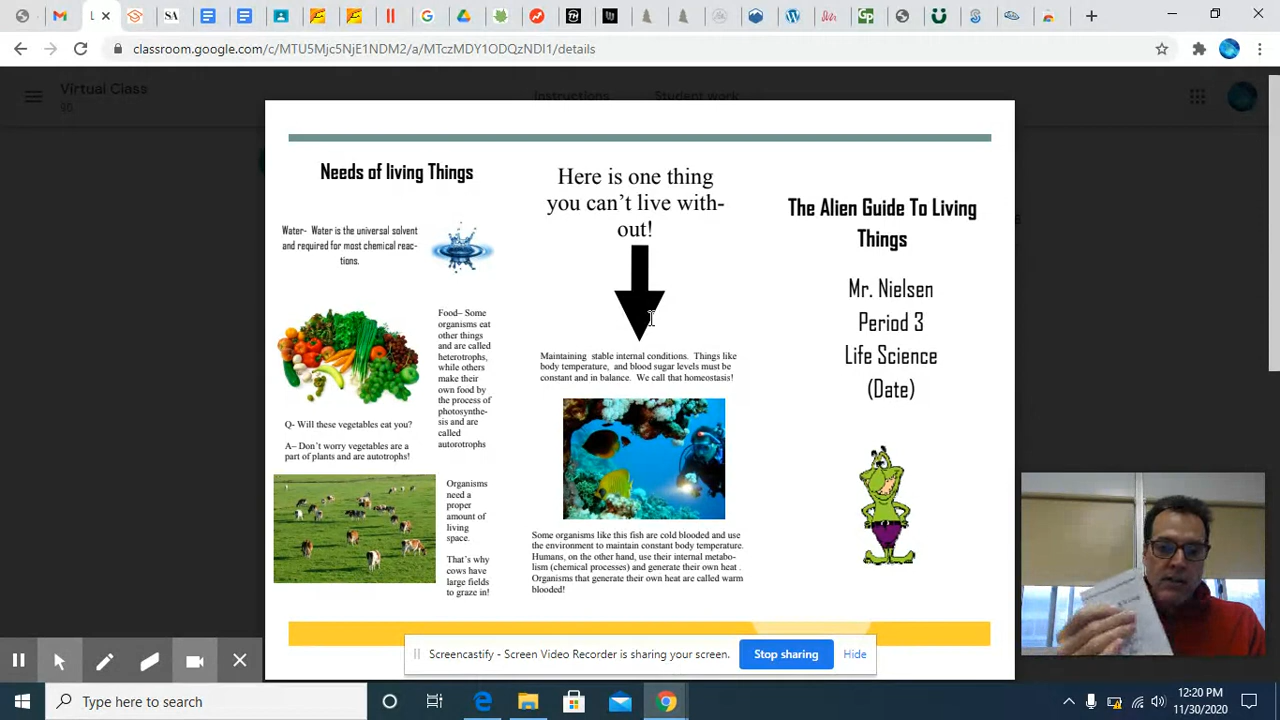 classroom.google.com/c/MTU5Mjc5NjE1NDM2/a/MTczMDY1ODQzNDI1/details
Virtual Class
Instructions
Student work
Needs of living Things
Water- Water is the universal solvent
and required for most chemical reac-
tions.
Food– Some
organisms eat
other things
and are called
heterotrophs,
while others
make their
own food by
the process of
photosynthe-
sis and are
called
autorotrophs
Q- Will these vegetables eat you?
A– Don't worry vegetables are a
part of plants and are autotrophs!
Organisms
need a
proper
amount of
living
space.
That's why
cows have
large fields
to graze in!
Here is one thing
you can't live with-
out!
Maintaining stable internal conditions. Things like
body temperature, and blood sugar levels must be
constant and in balance. We call that homeostasis!
Some organisms like this fish are cold blooded and use
the environment to maintain constant body temperature.
Humans, on the other hand, use their internal metabo-
lism (chemical processes) and generate their own heat .
Organisms that generate their own heat are called warm
blooded!
The Alien Guide To Living
Things
Mr. Nielsen
Period 3
Life Science
(Date)
Screencastify - Screen Video Recorder is sharing your screen.
Stop sharing
Hide
Type here to search
12:20 PM
11/30/2020